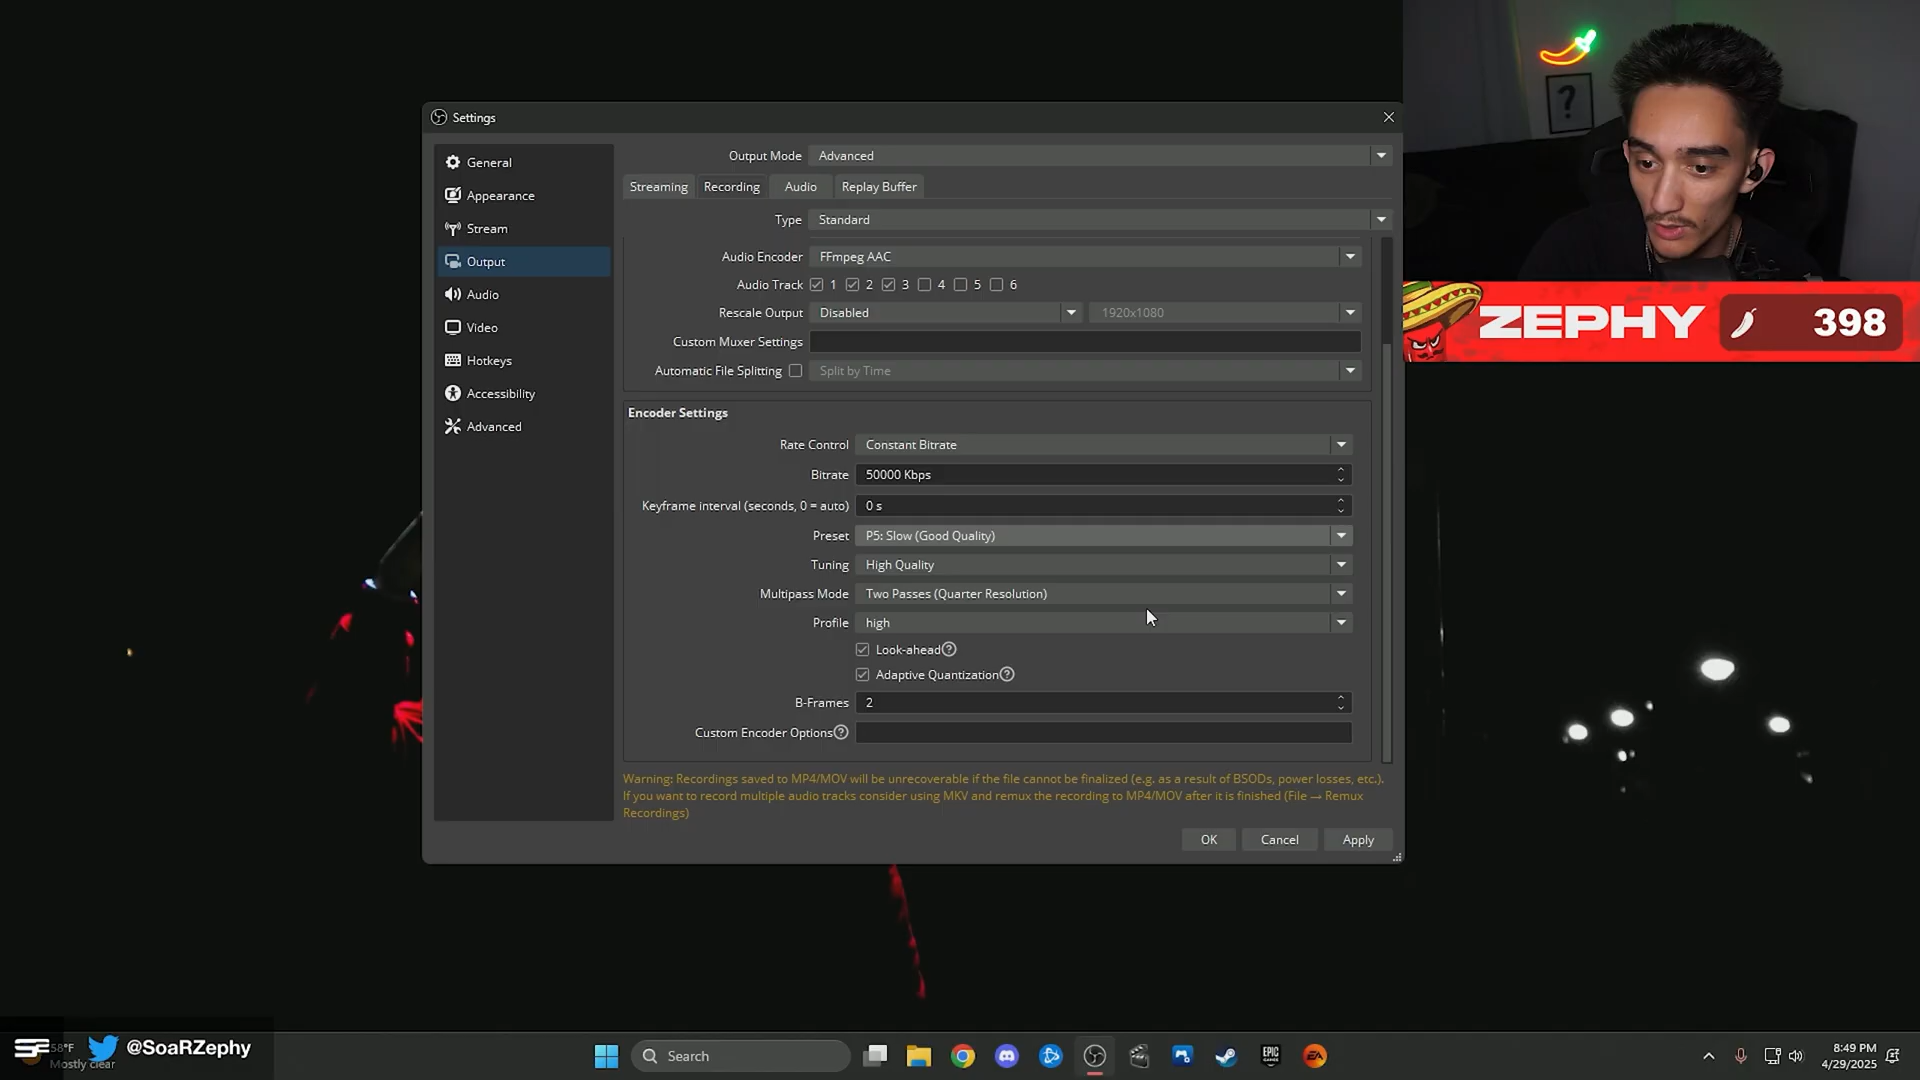 Settings
General
Appearance
Stream
Output
Audio
Video
Hotkeys
Accessibility
Advanced
Output Mode Advanced
Streaming Recording Audio Replay Buffer
Type Standard
Audio Encoder FFmpeg AAC
Audio Track 1 2 3 4 5 6
Rescale Output Disabled 1920x1080
Custom Muxer Settings
Automatic File Splitting Split by Time
Encoder Settings
Rate Control Constant Bitrate
Bitrate 50000 Kbps
Keyframe interval (seconds, 0 = auto) 0 s
Preset P5: Slow (Good Quality)
Tuning High Quality
Multipass Mode Two Passes (Quarter Resolution)
Profile high
Look-ahead ?
Adaptive Quantization ?
B-Frames 2
Custom Encoder Options ?
Warning: Recordings saved to MP4/MOV will be unrecoverable if the file cannot be finalized (e.g. as a result of BSODs, power losses, etc.).
If you want to record multiple audio tracks consider using MKV and remux the recording to MP4/MOV after it is finished (File → Remux
Recordings)
OK Cancel Apply
?
ZEPHY 398
58°F
Mostly clear
@SoaRZephy
Search
EPIC GAMES
EA
8:49 PM
4/29/2025